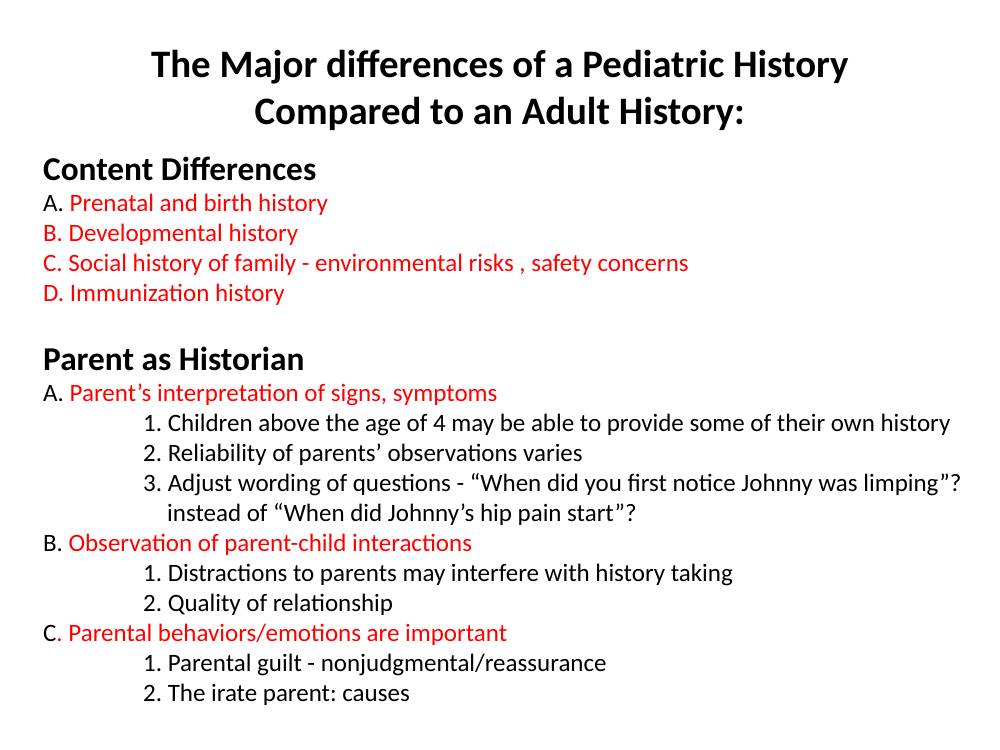 The Major differences of a Pediatric History
Compared to an Adult History:
Content Differences
A. Prenatal and birth history
B. Developmental history
C. Social history of family - environmental risks , safety concerns
D. Immunization history
Parent as Historian
A. Parent’s interpretation of signs, symptoms
1. Children above the age of 4 may be able to provide some of their own history
2. Reliability of parents’ observations varies
3. Adjust wording of questions - “When did you first notice Johnny was limping”?
instead of “When did Johnny’s hip pain start”?
B. Observation of parent-child interactions
1. Distractions to parents may interfere with history taking
2. Quality of relationship
C. Parental behaviors/emotions are important
1. Parental guilt - nonjudgmental/reassurance
2. The irate parent: causes